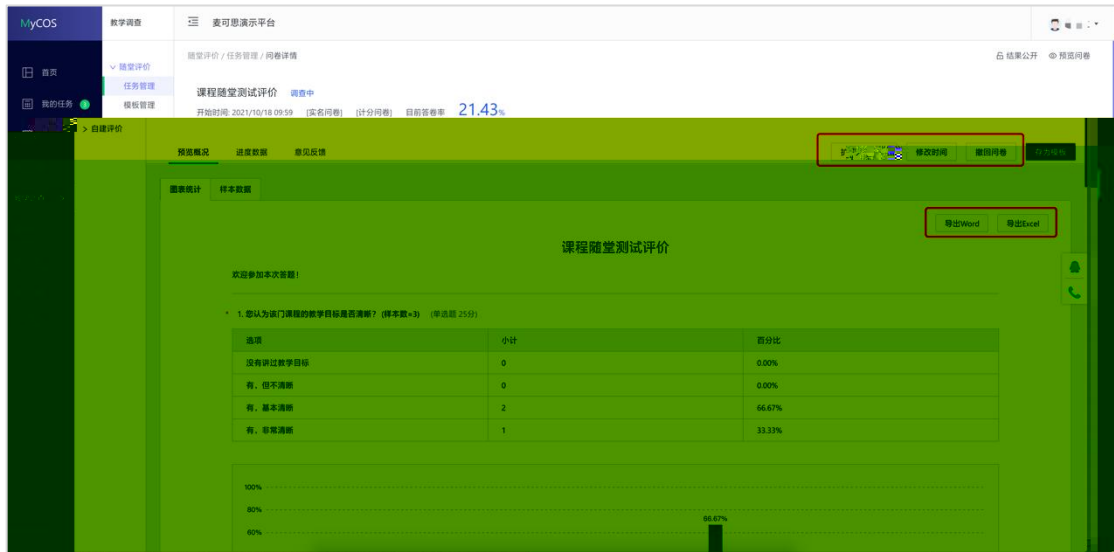 MyCOS 教学调查 麦可思演示平台
首页
随堂评价 / 任务管理 / 问卷详情 结果公开 预览问卷
随堂评价
任务管理
课程随堂测试评价 调查中
我的任务
模板管理
开始时间: 2021/10/18 09:59 [实名问卷] [计分问卷] 目前答卷率 21.43%
> 自建评价
预览概况 进度数据 意见反馈 修改时间 撤回问卷
图表统计 样本数据
导出Word 导出Excel
课程随堂测试评价
欢迎参加本次答题！
* 1. 您认为该门课程的教学目标是否清晰？ (样本数=3) (单选题 25分)
选项 小计 百分比
没有讲过教学目标 0 0.00%
有，但不清晰 0 0.00%
有，基本清晰 2 66.67%
有，非常清晰 1 33.33%
100%
80%
66.67%
60%